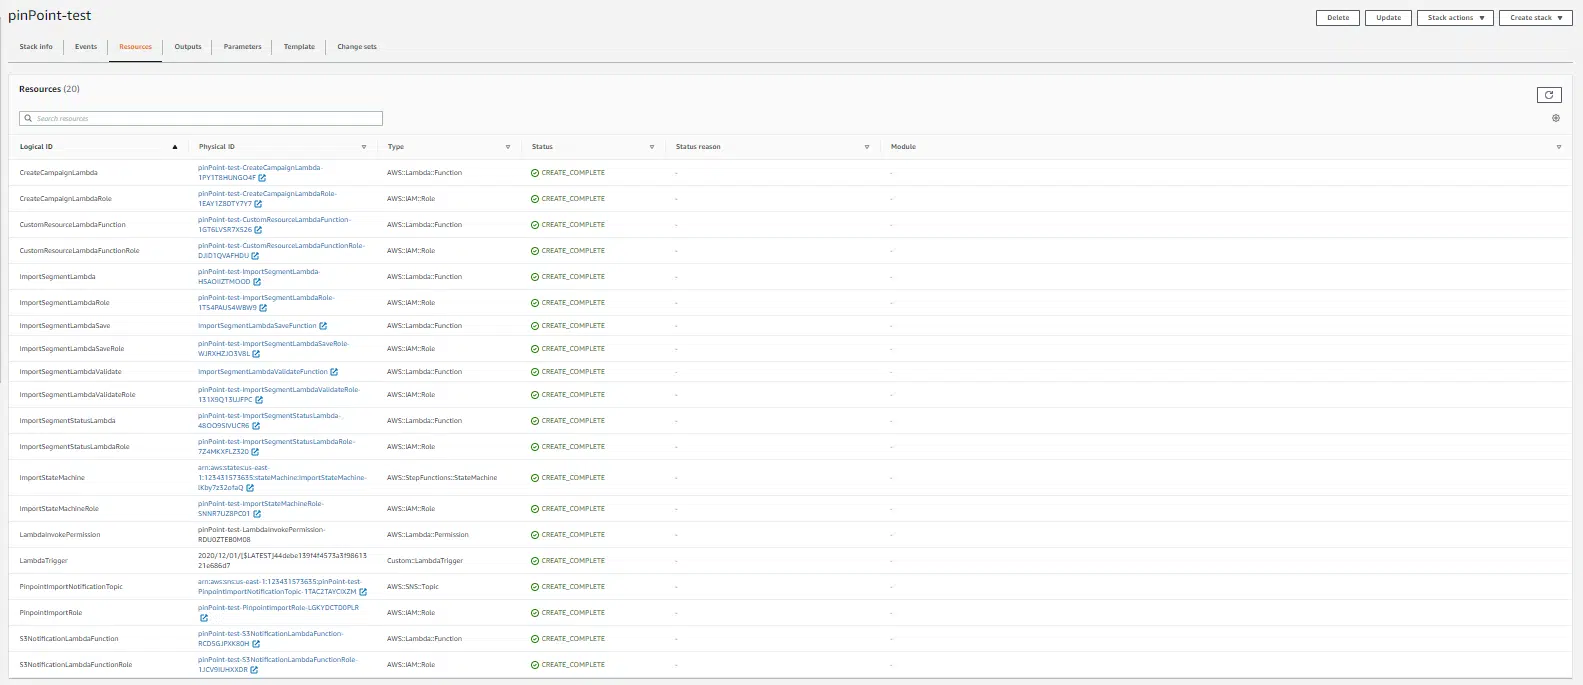 pinPoint-test
Delete Update Stack actions ▼ Create stack ▼
Stack info Events Resources Outputs Parameters Template Change sets
Resources (20)
Search resources
Logical ID Physical ID Type Status Status reason Module
CreateCampaignLambda pinPoint-test-CreateCampaignLambda- AWS::Lambda::Function CREATE_COMPLETE - -
1PY1T8HUNGO4F
CreateCampaignLambdaRole pinPoint-test-CreateCampaignLambdaRole- AWS::IAM::Role CREATE_COMPLETE - -
1EAY1Z8DTY7Y7
CustomResourceLambdaFunction pinPoint-test-CustomResourceLambdaFunction- AWS::Lambda::Function CREATE_COMPLETE - -
1GT6LVSR7XS26
CustomResourceLambdaFunctionRole pinPoint-test-CustomResourceLambdaFunctionRole- AWS::IAM::Role CREATE_COMPLETE - -
DJID1QVAFHDU
ImportSegmentLambda pinPoint-test-ImportSegmentLambda- AWS::Lambda::Function CREATE_COMPLETE - -
ImportSegmentLambdaRole pinPoint-test-ImportSegmentLambdaRole- AWS::IAM::Role CREATE_COMPLETE - -
1TS4PAUS4WBW9
ImportSegmentLambdaSave ImportSegmentLambdaSaveFunction AWS::Lambda::Function CREATE_COMPLETE - -
ImportSegmentLambdaSaveRole pinPoint-test-ImportSegmentLambdaSaveRole- AWS::IAM::Role CREATE_COMPLETE - -
WJRXHZJO3V8L
ImportSegmentLambdaValidate ImportSegmentLambdaValidateFunction AWS::Lambda::Function CREATE_COMPLETE - -
ImportSegmentLambdaValidateRole pinPoint-test-ImportSegmentLambdaValidateRole- AWS::IAM::Role CREATE_COMPLETE - -
131X9Q13UJFPC
ImportSegmentStatusLambda pinPoint-test-ImportSegmentStatusLambda- AWS::Lambda::Function CREATE_COMPLETE - -
48OO9SIVUCR6
ImportSegmentStatusLambdaRole pinPoint-test-ImportSegmentStatusLambdaRole- AWS::IAM::Role CREATE_COMPLETE - -
7Z4MKXFLZ320
ImportStateMachine arn:aws:states:us-east- AWS::StepFunctions::StateMachine CREATE_COMPLETE - -
1:123431573635:stateMachine:ImportStateMachine-
lKby7z32ofaQ
ImportStateMachineRole pinPoint-test-ImportStateMachineRole- AWS::IAM::Role CREATE_COMPLETE - -
SNNR7UZ8PC01
LambdaInvokePermission pinPoint-test-LambdaInvokePermission- AWS::Lambda::Permission CREATE_COMPLETE - -
RDU0ZTEB0M08
LambdaTrigger 2020/12/01/[$LATEST]44debe139f4f4573a3f98613 Custom::LambdaTrigger CREATE_COMPLETE - -
21e686d7
PinpointImportNotificationTopic arn:aws:sns:us-east-1:123431573635:pinPoint-test- AWS::SNS::Topic CREATE_COMPLETE - -
PinpointImportNotificationTopic-1TAC2TAYCIXZM
PinpointImportRole pinPoint-test-PinpointImportRole-LGKYDCTD0PLR AWS::IAM::Role CREATE_COMPLETE - -
S3NotificationLambdaFunction pinPoint-test-S3NotificationLambdaFunction- AWS::Lambda::Function CREATE_COMPLETE - -
RCDSGJPXK80H
S3NotificationLambdaFunctionRole pinPoint-test-S3NotificationLambdaFunctionRole- AWS::IAM::Role CREATE_COMPLETE - -
1JCV9IUHXXDR